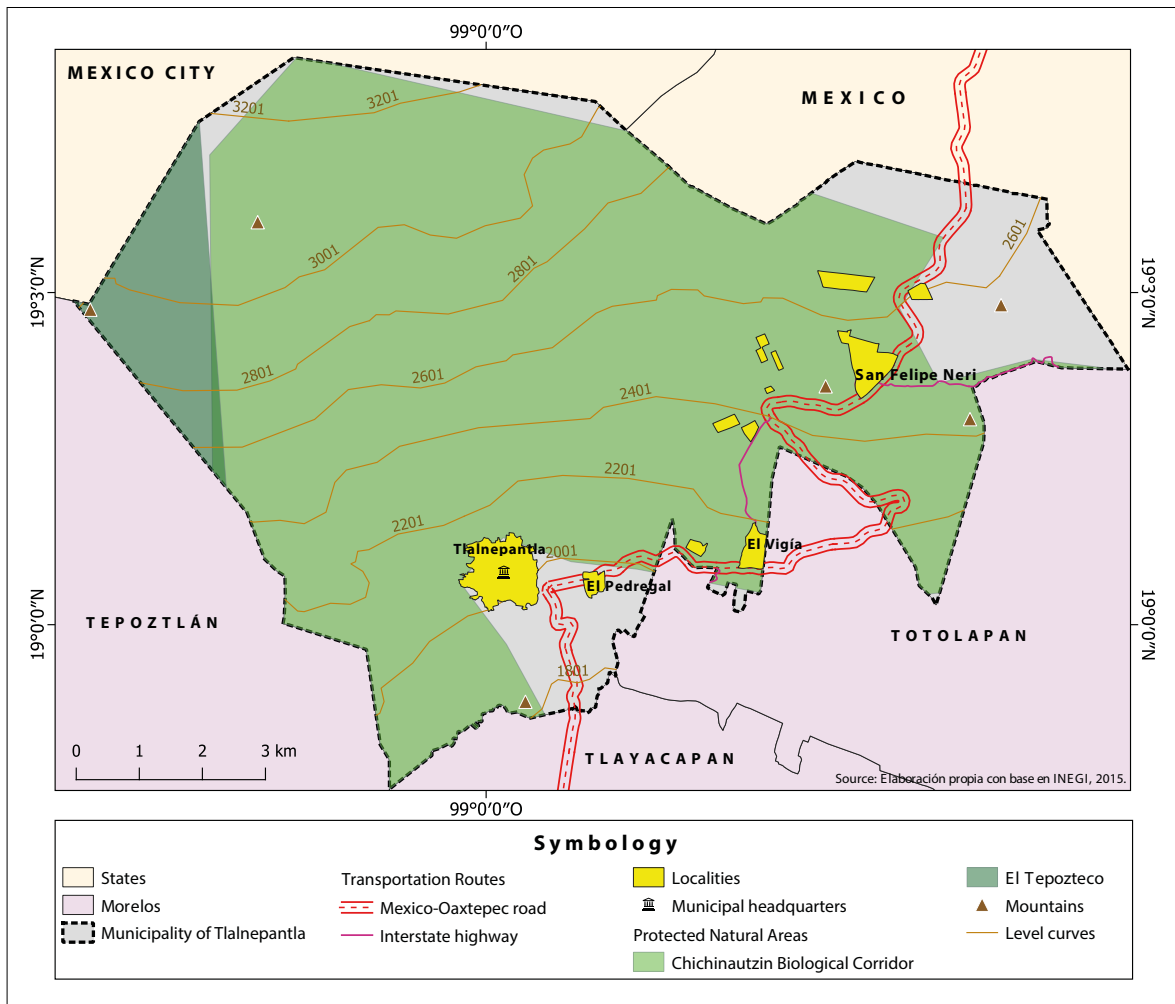 99°0′0″O
MEXICO CITY
MEXICO
3201
3201
2601
3001
2801
19°3′0″N
19°3′0″N
2801
2601
San Felipe Neri
2401
2201
2201
Tlalnepantla
2001
El Vigía
El Pedregal
TEPOZTLÁN
19°0′0″N
TOTOLAPAN
19°0′0″N
1801
0 1 2 3 km
TLAYACAPAN
Source: Elaboración propia con base en INEGI, 2015.
99°0′0″O
Symbology
States
Morelos
Municipality of Tlalnepantla
Transportation Routes
Mexico-Oaxtepec road
Interstate highway
Localities
Municipal headquarters
Protected Natural Areas
Chichinautzin Biological Corridor
El Tepozteco
Mountains
Level curves